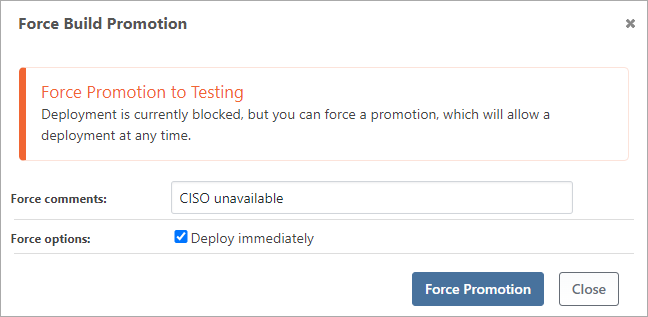 Force Build Promotion
Force Promotion to Testing
Deployment is currently blocked, but you can force a promotion, which will allow a
deployment at any time.
Force comments: CISO unavailable
Force options: Deploy immediately
Force Promotion Close